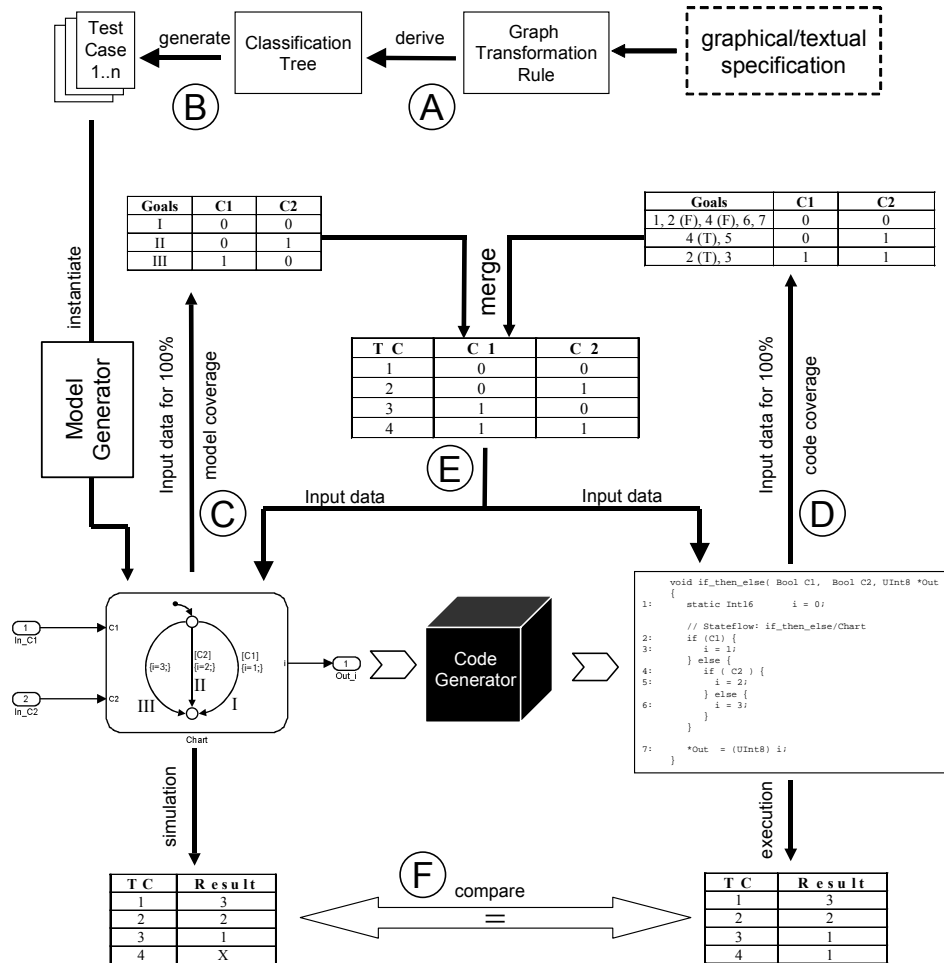 Test
Case
1..n
generate
B
Classification
Tree
derive
A
Graph
Transformation
Rule
graphical/textual
specification
instantiate
Model
Generator
Goals C1 C2
I 0 0
II 0 1
III 1 0
merge
Goals C1 C2
1, 2 (F), 4 (F), 6, 7 0 0
4 (T), 5 0 1
2 (T), 3 1 1
T C C 1 C 2
1 0 0
2 0 1
3 1 0
4 1 1
E
Input data for 100%
model coverage
C
Input data
Input data
Input data for 100%
code coverage
D
1
In_C1
C1
2
In_C2
C2
{i=3;}
[C2]
{i=2;}
[C1]
{i=1;}
III
II
I
i
Chart
1
Out_i
Code
Generator
void if_then_else( Bool C1, Bool C2, UInt8 *Out
{
1: static Int16 i = 0;
// Stateflow: if_then_else/Chart
2: if (C1) {
3: i = 1;
} else {
4: if ( C2 ) {
5: i = 2;
} else {
6: i = 3;
}
}
7: *Out = (UInt8) i;
}
simulation
execution
T C R e s u l t
1 3
2 2
3 1
4 X
F
compare
=
T C R e s u l t
1 3
2 2
3 1
4 1